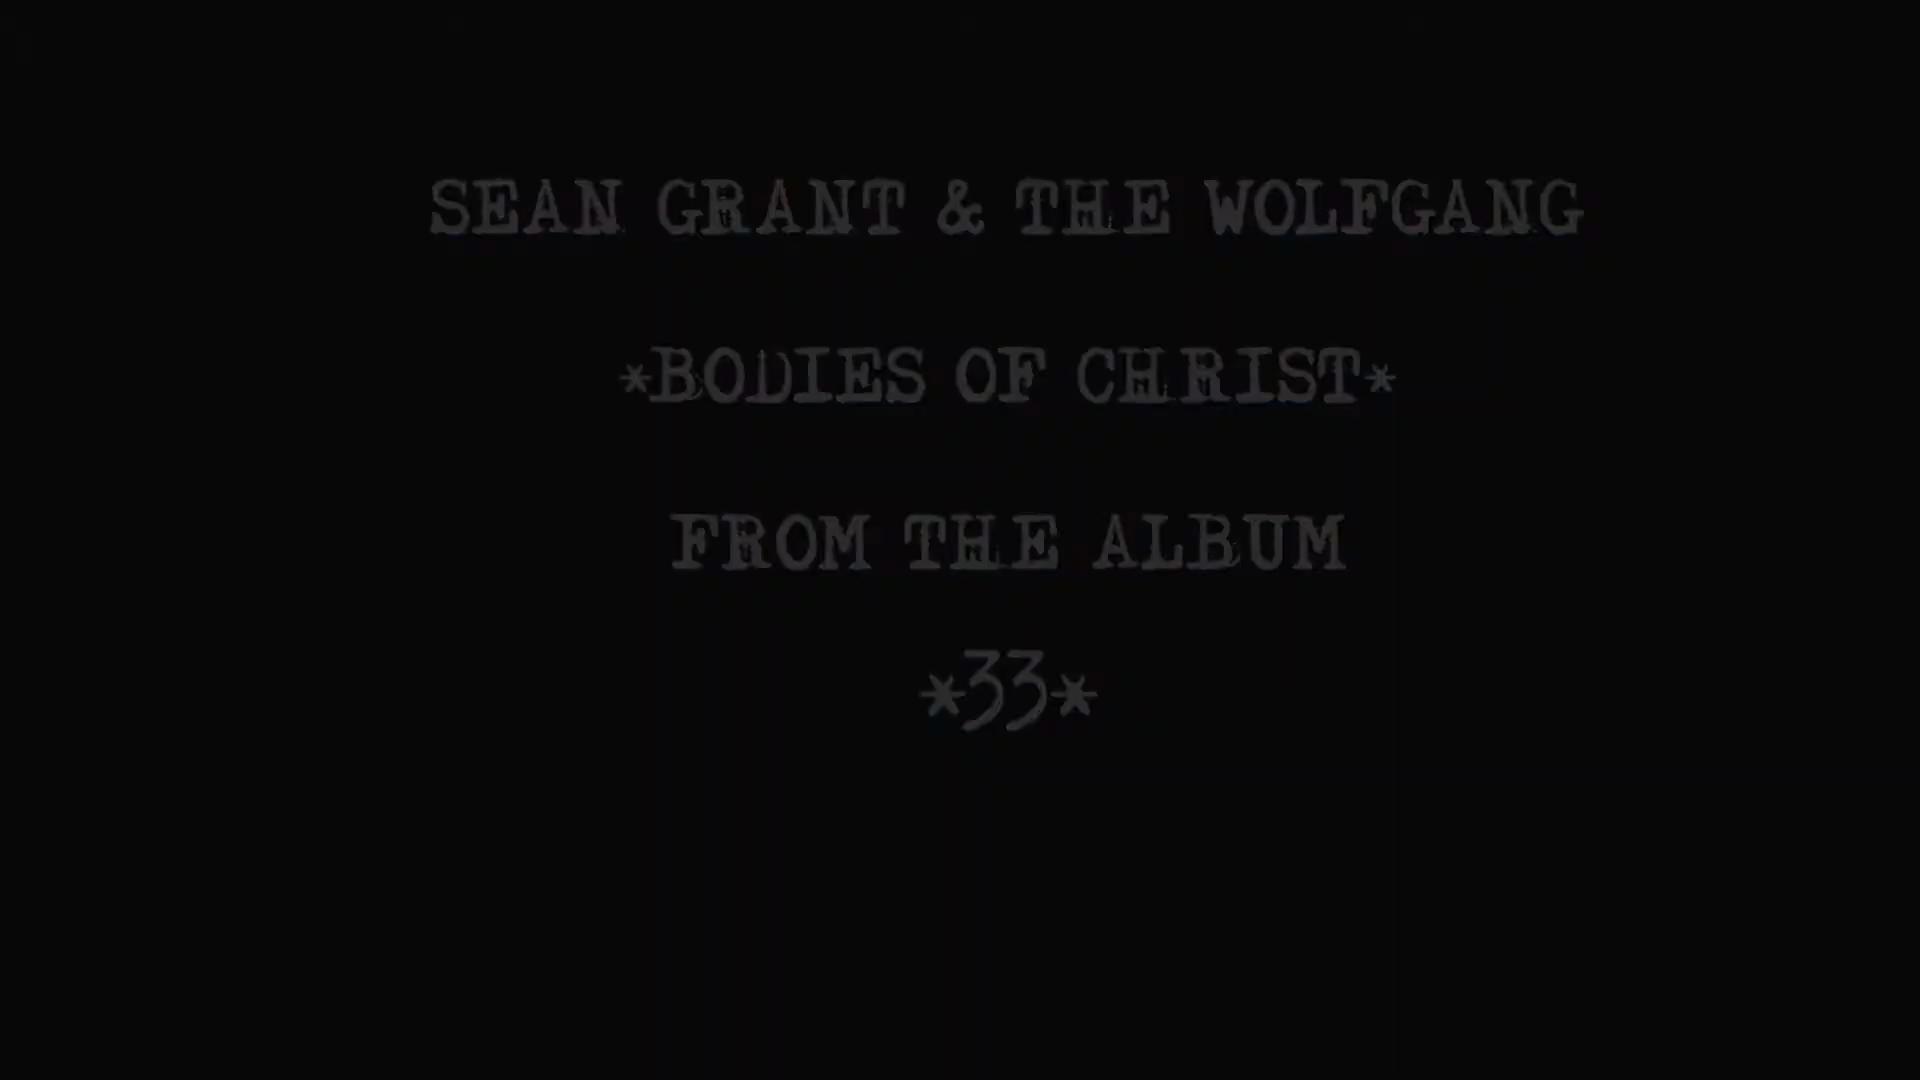 SEAN GRANT & THE WOLFGANG
*BODIES OF CHRIST*
FROM THE ALBUM
*33*